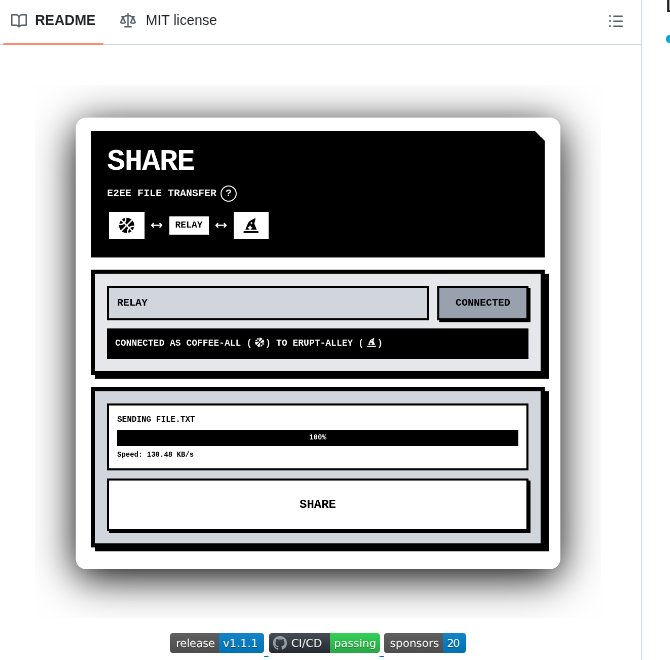 README MIT license
SHARE
E2EE FILE TRANSFER ?
RELAY
RELAY CONNECTED
CONNECTED AS COFFEE-ALL ( ) TO ERUPT-ALLEY ( )
SENDING FILE.TXT
100%
Speed: 130.48 KB/s
SHARE
release v1.1.1 CI/CD passing sponsors 20